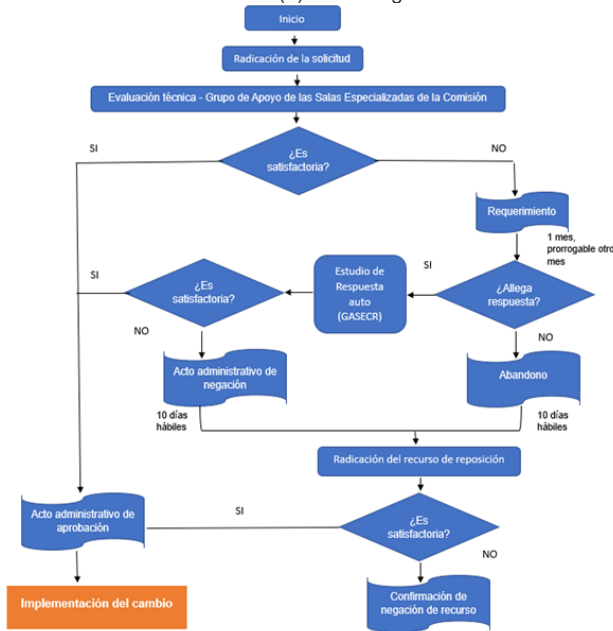 Inicio
Radicación de la solicitud
Evaluación técnica - Grupo de Apoyo de las Salas Especializadas de la Comisión
SI
¿Es
satisfactoria?
NO
Requerimiento
1 mes,
prorrogable otro
mes
SI
¿Es
satisfactoria?
Estudio de
Respuesta
auto
(GASECR)
SI
¿Allega
respuesta?
NO
NO
Acto administrativo de
negación
Abandono
10 días
hábiles
10 días
hábiles
Radicación del recurso de reposición
Acto administrativo de
aprobación
SI
¿Es
satisfactoria?
NO
Implementación del cambio
Confirmación de
negación de recurso